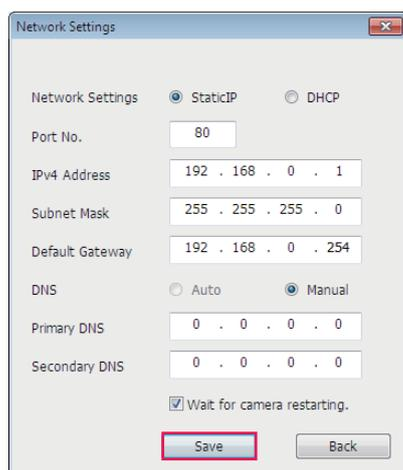 Network Settings
Network Settings StaticIP DHCP
Port No. 80
IPv4 Address 192 . 168 . 0 . 1
Subnet Mask 255 . 255 . 255 . 0
Default Gateway 192 . 168 . 0 . 254
DNS Auto Manual
Primary DNS 0 . 0 . 0 . 0
Secondary DNS 0 . 0 . 0 . 0
Wait for camera restarting.
Save Back